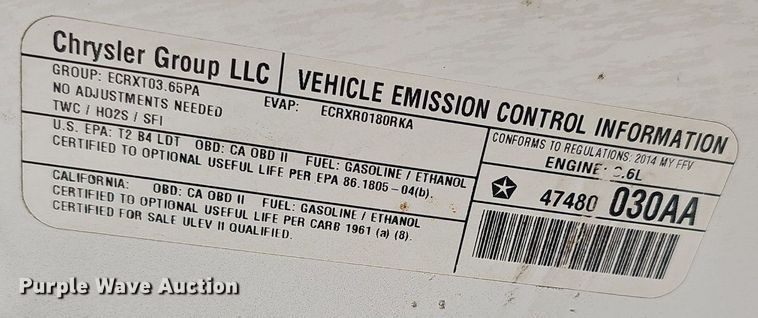 Chrysler Group LLC
VEHICLE EMISSION CONTROL INFORMATION
GROUP: ECRXT03.65PA
EVAP: ECRXR0180RKA
NO ADJUSTMENTS NEEDED
TWC / HO2S / SFI
CONFORMS TO REGULATIONS: 2014 MY FFV
ENGINE: .6L
U.S. EPA: T2 B4 LDT OBD: CA OBD II FUEL: GASOLINE / ETHANOL
CERTIFIED TO OPTIONAL USEFUL LIFE PER EPA 86.1805-04(b).
CALIFORNIA: OBD: CA OBD II FUEL: GASOLINE / ETHANOL
CERTIFIED TO OPTIONAL USEFUL LIFE PER CARB 1961 (a) (8).
CERTIFIED FOR SALE ULEV II QUALIFIED.
47480 030AA
Purple Wave Auction